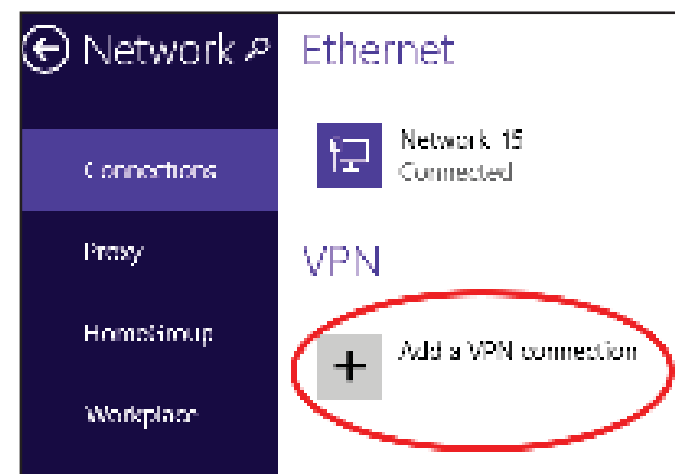 Network
Connections
Proxy
HomeGroup
Workplace
Ethernet
Network 15
Connected
VPN
Add a VPN connection